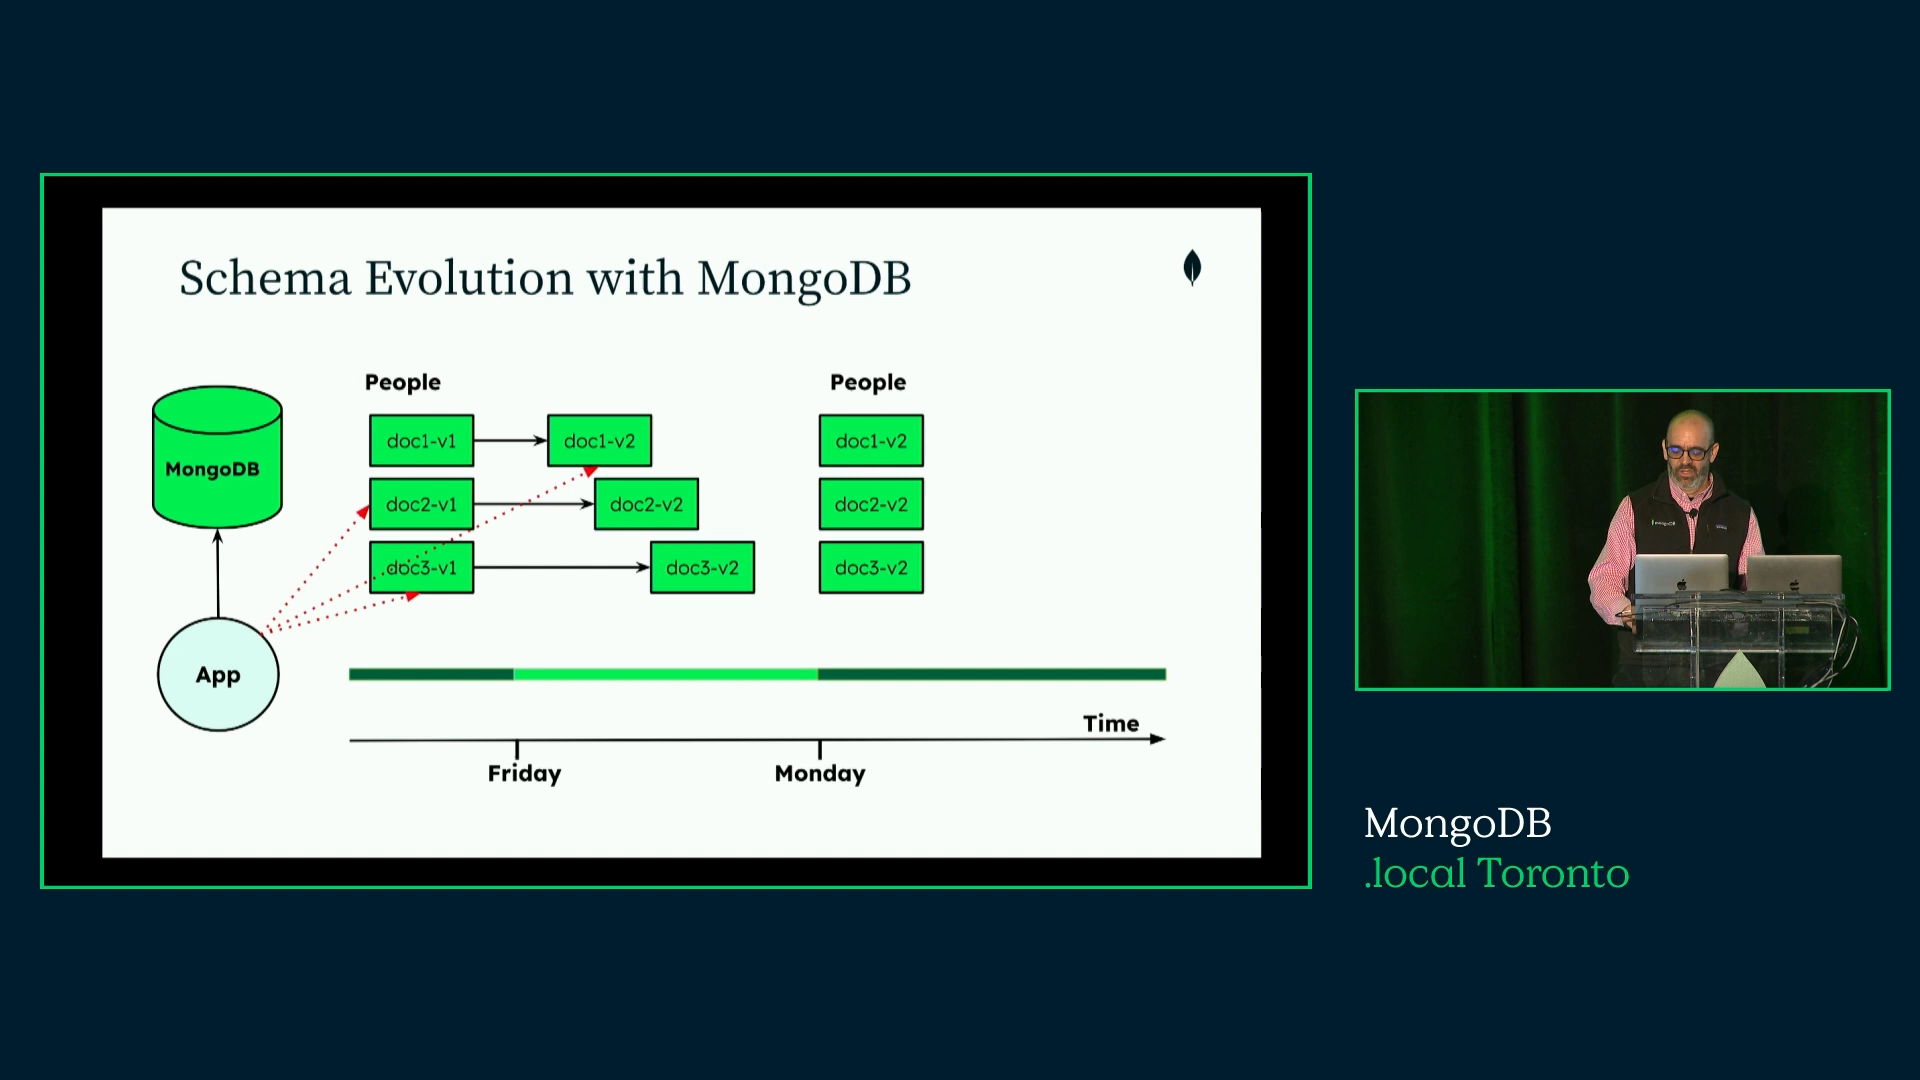 Schema Evolution with MongoDB
People
People
doc1-v1
doc1-v2
doc1-v2
MongoDB
doc2-v1
doc2-v2
doc2-v2
doc3-v1
doc3-v2
doc3-v2
App
Time
Friday
Monday
mongoDB
MongoDB
.local Toronto